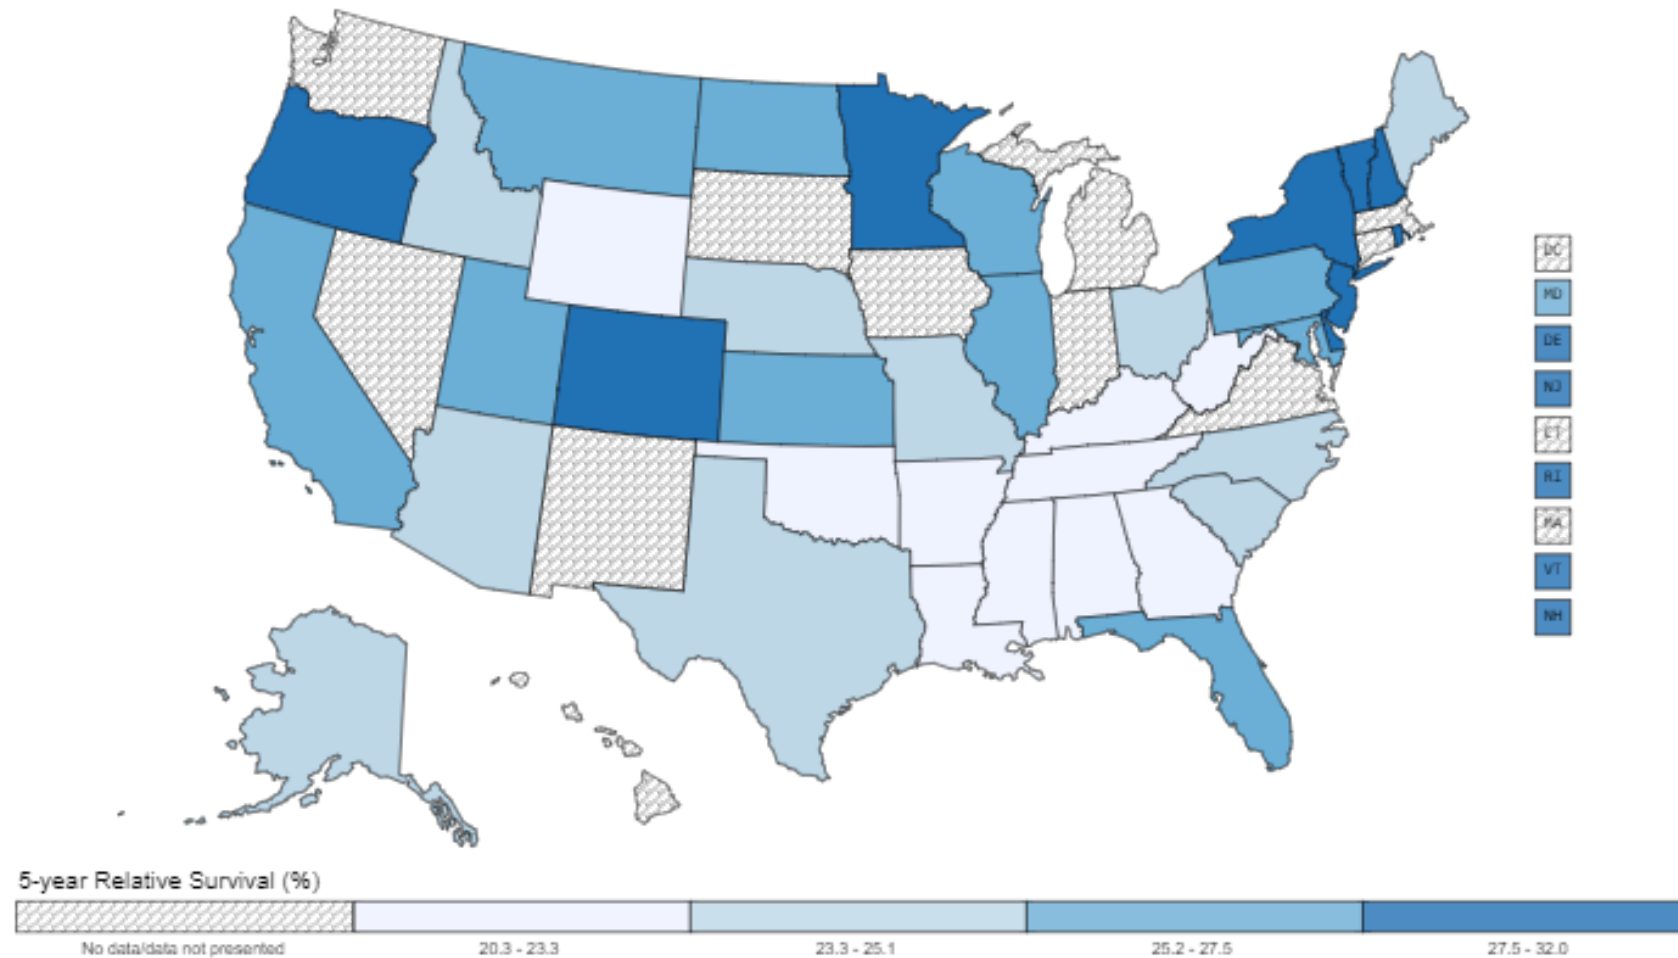 DC
MD
DE
NJ
CT
RI
MA
VT
NH
5-year Relative Survival (%)
No data/data not presented
20.3 - 23.3
23.3 - 25.1
25.2 - 27.5
27.5 - 32.0